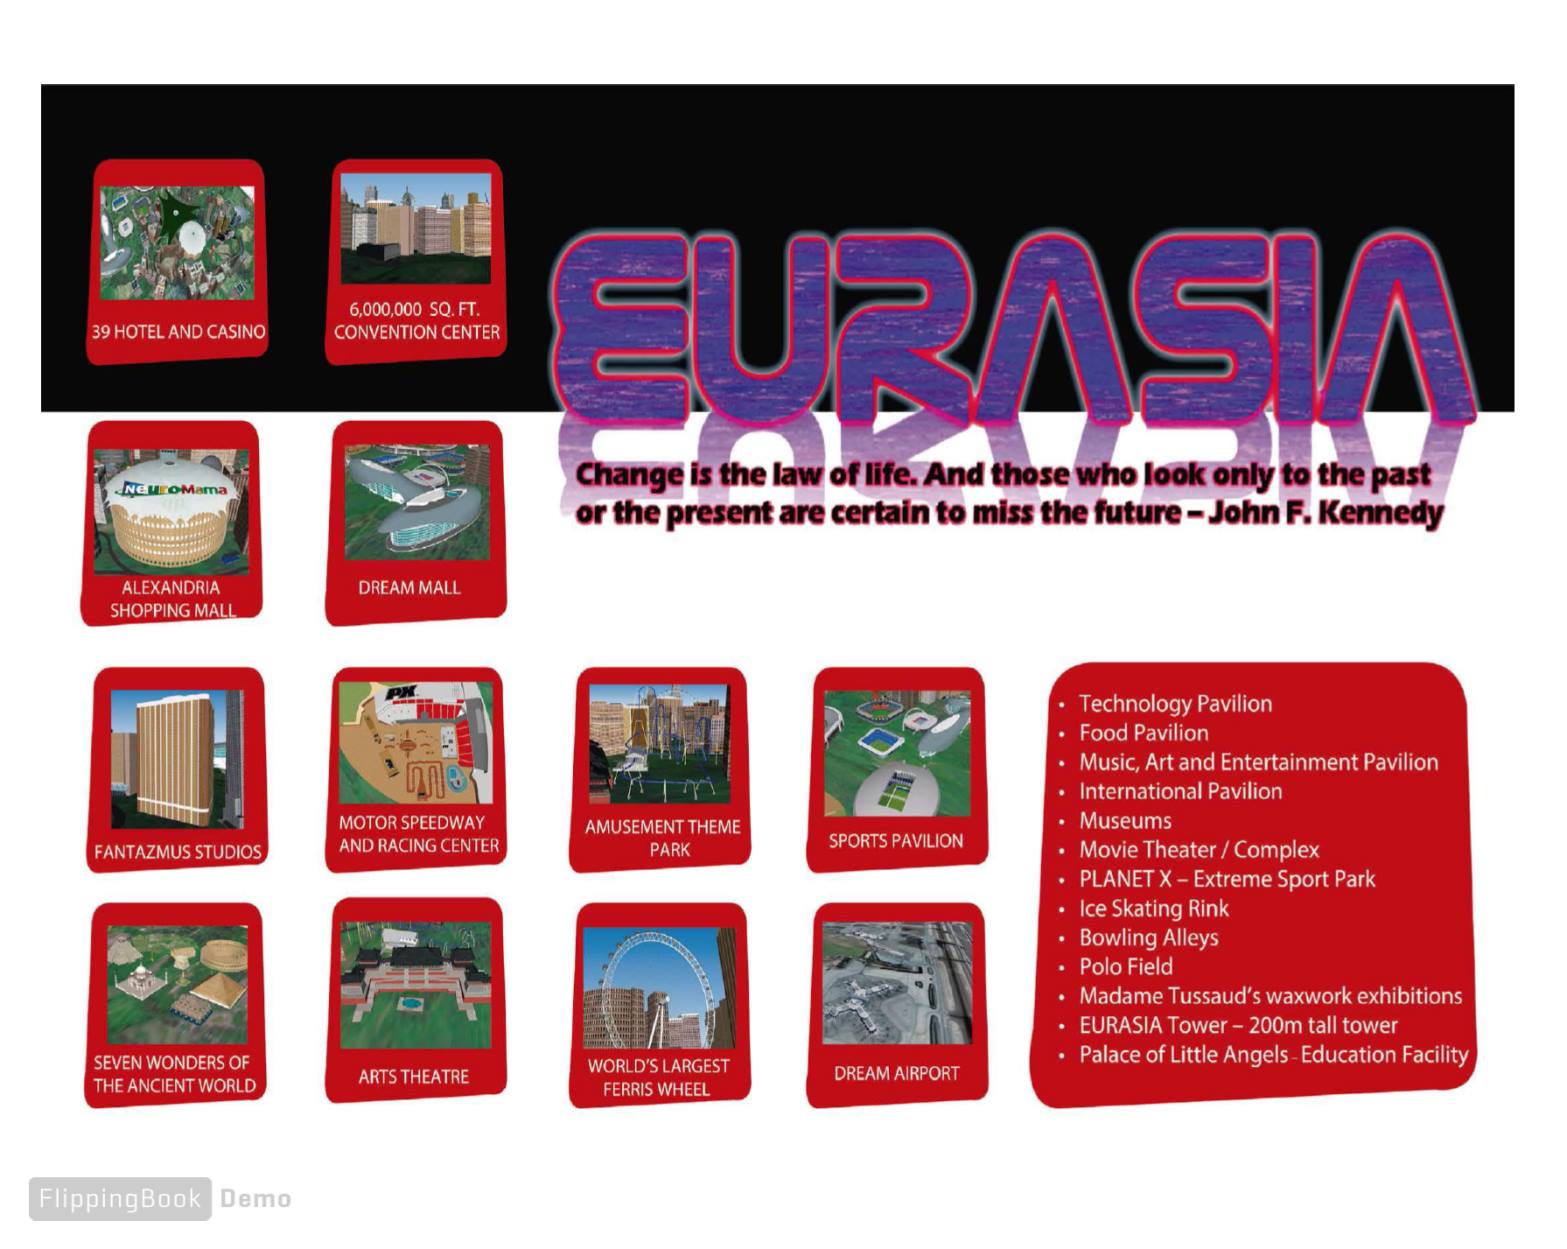 39 HOTEL AND CASINO
6,000,000 SQ. FT.
CONVENTION CENTER
EURASIA
Change is the law of life. And those who look only to the past
or the present are certain to miss the future – John F. Kennedy
NEuroMama
ALEXANDRIA
SHOPPING MALL
DREAM MALL
FANTAZMUS STUDIOS
PX
MOTOR SPEEDWAY
AND RACING CENTER
AMUSEMENT THEME
PARK
SPORTS PAVILION
SEVEN WONDERS OF
THE ANCIENT WORLD
ARTS THEATRE
WORLD'S LARGEST
FERRIS WHEEL
DREAM AIRPORT
• Technology Pavilion
• Food Pavilion
• Music, Art and Entertainment Pavilion
• International Pavilion
• Museums
• Movie Theater / Complex
• PLANET X – Extreme Sport Park
• Ice Skating Rink
• Bowling Alleys
• Polo Field
• Madame Tussaud's waxwork exhibitions
• EURASIA Tower – 200m tall tower
• Palace of Little Angels - Education Facility
FlippingBook Demo